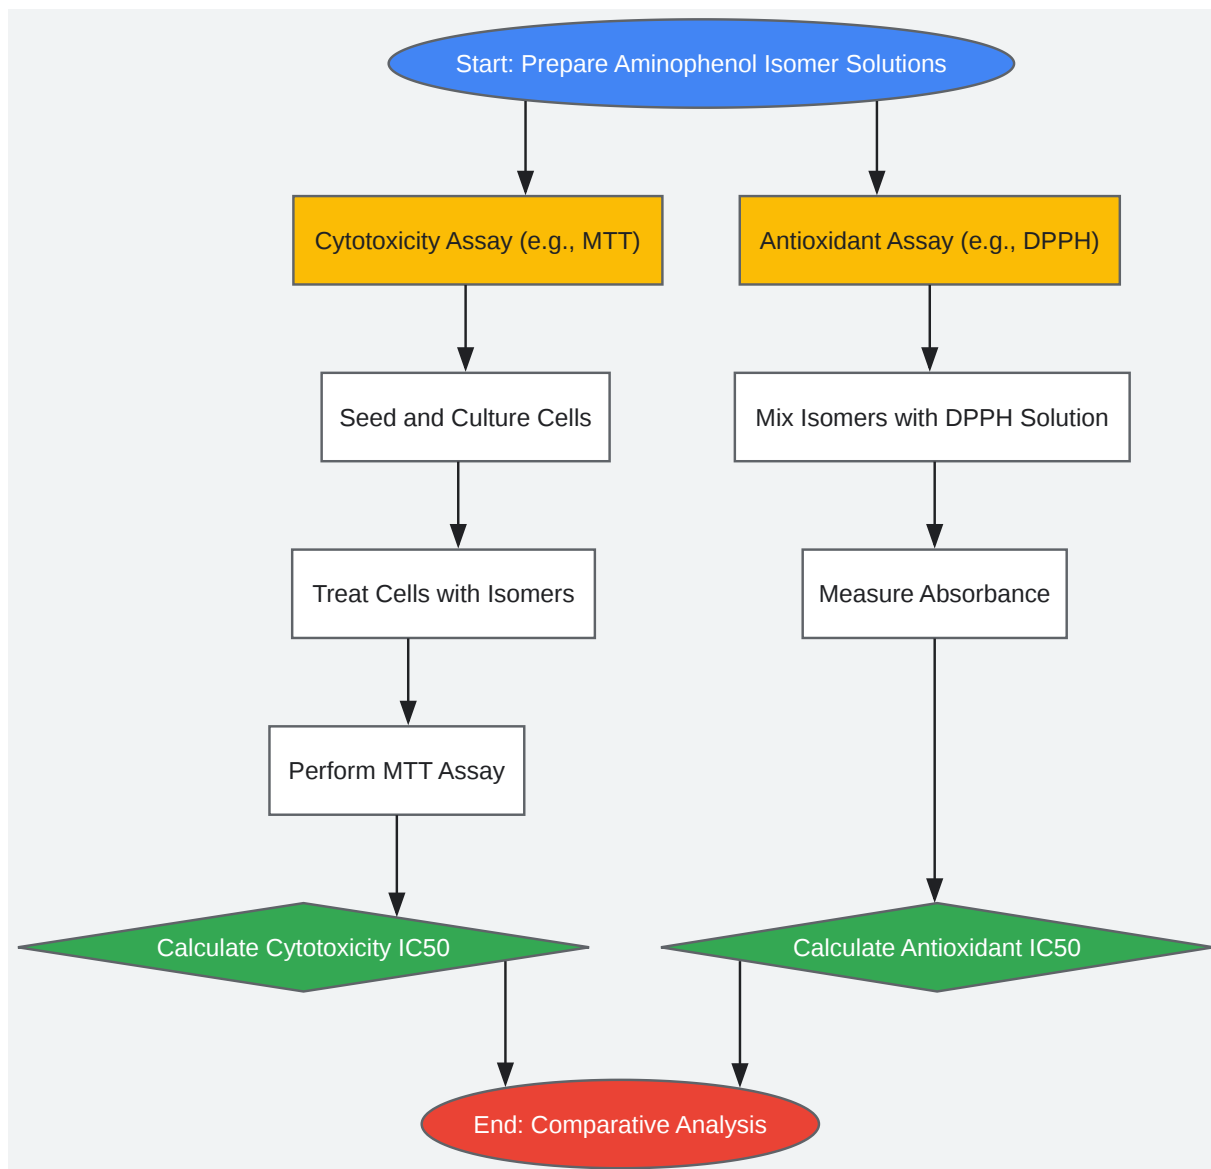 Start: Prepare Aminophenol Isomer Solutions
Cytotoxicity Assay (e.g., MTT)
Antioxidant Assay (e.g., DPPH)
Seed and Culture Cells
Mix Isomers with DPPH Solution
Treat Cells with Isomers
Measure Absorbance
Perform MTT Assay
Calculate Cytotoxicity IC50
Calculate Antioxidant IC50
End: Comparative Analysis